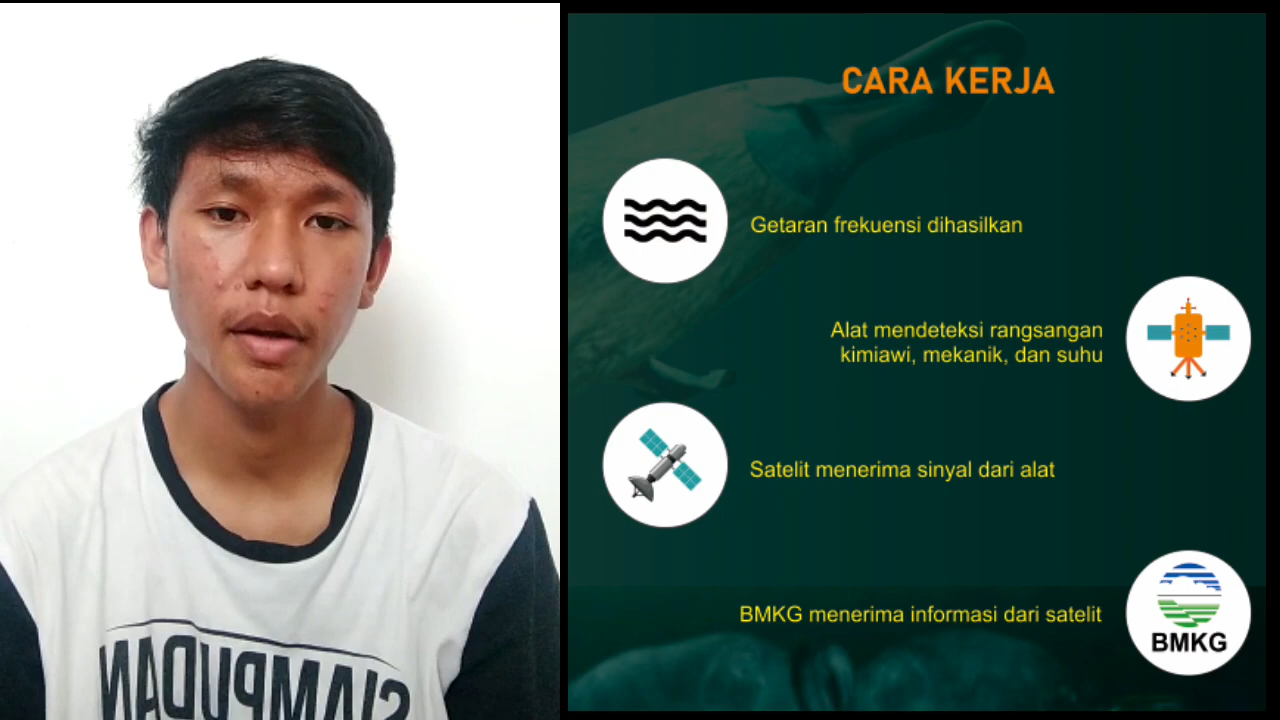 CARA KERJA
Getaran frekuensi dihasilkan
Alat mendeteksi rangsangan
kimiawi, mekanik, dan suhu
Satelit menerima sinyal dari alat
BMKG menerima informasi dari satelit
BMKG
SIAMPUDAN